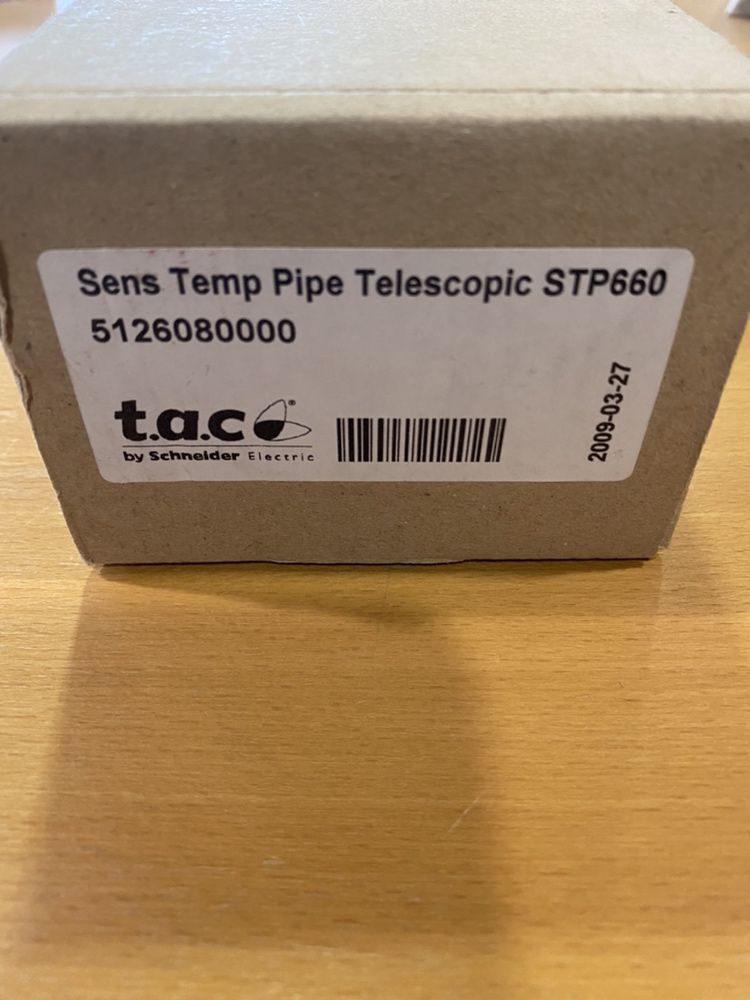 Sens Temp Pipe Telescopic STP660
5126080000
t.a.c®
by Schneider Electric
2009-03-27